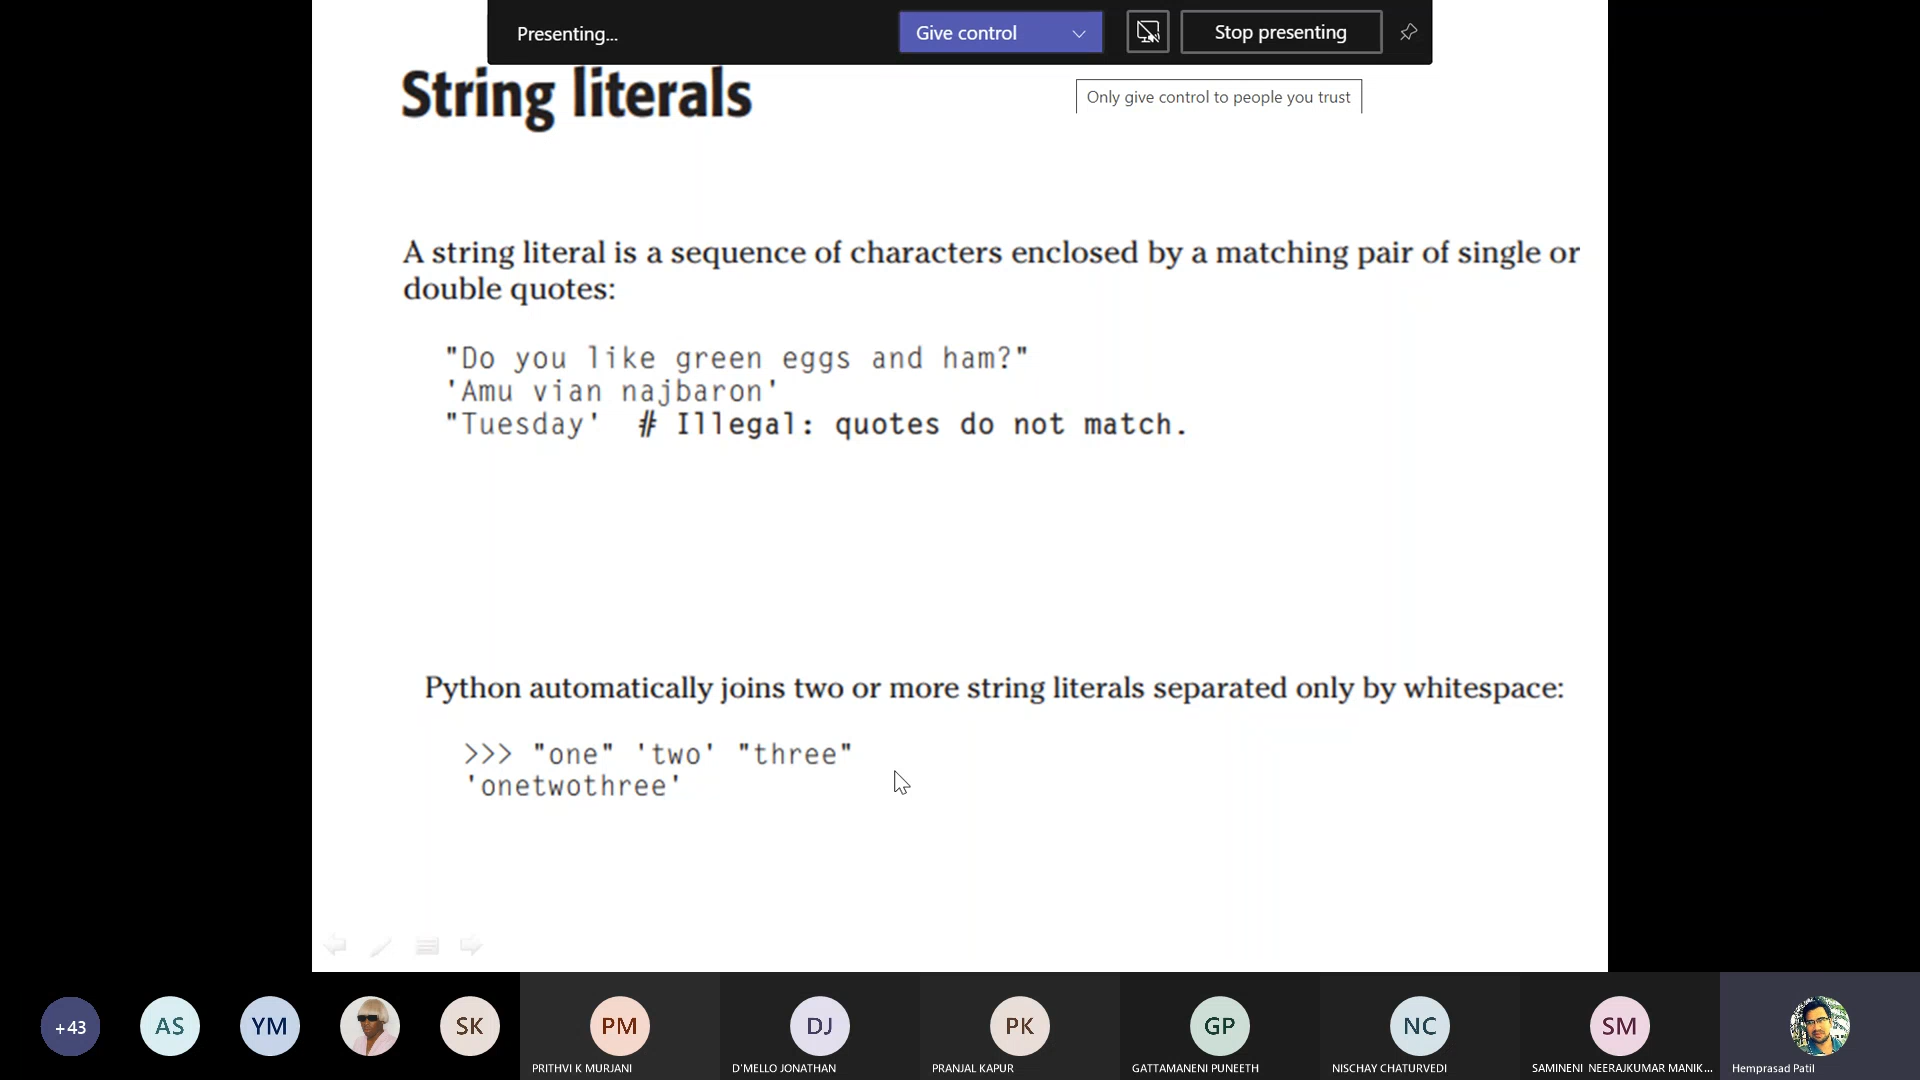 Presenting...
Give control
Stop presenting
String literals
Only give control to people you trust
A string literal is a sequence of characters enclosed by a matching pair of single or
double quotes:
"Do you like green eggs and ham?"
'Amu vian najbaron'
"Tuesday' # Illegal: quotes do not match.
Python automatically joins two or more string literals separated only by whitespace:
>>> "one" 'two' "three"
'onetwothree'
+43
AS
YM
SK
PM
DJ
PK
GP
NC
SM
PRITHVI K MURJANI
D'MELLO JONATHAN
PRANJAL KAPUR
GATTAMANENI PUNEETH
NISCHAY CHATURVEDI
SAMINENI NEERAJKUMAR MANIK...
Hemprasad Patil